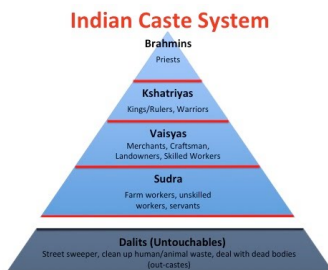 Indian Caste System
Brahmins
Priests
Kshatriyas
Kings/Rulers, Warriors
Vaisyas
Merchants, Craftsman,
Landowners, Skilled Workers
Sudra
Farm workers, unskilled
workers, servants
Dalits (Untouchables)
Street sweeper, clean up human/animal waste, deal with dead bodies
(out-castes)